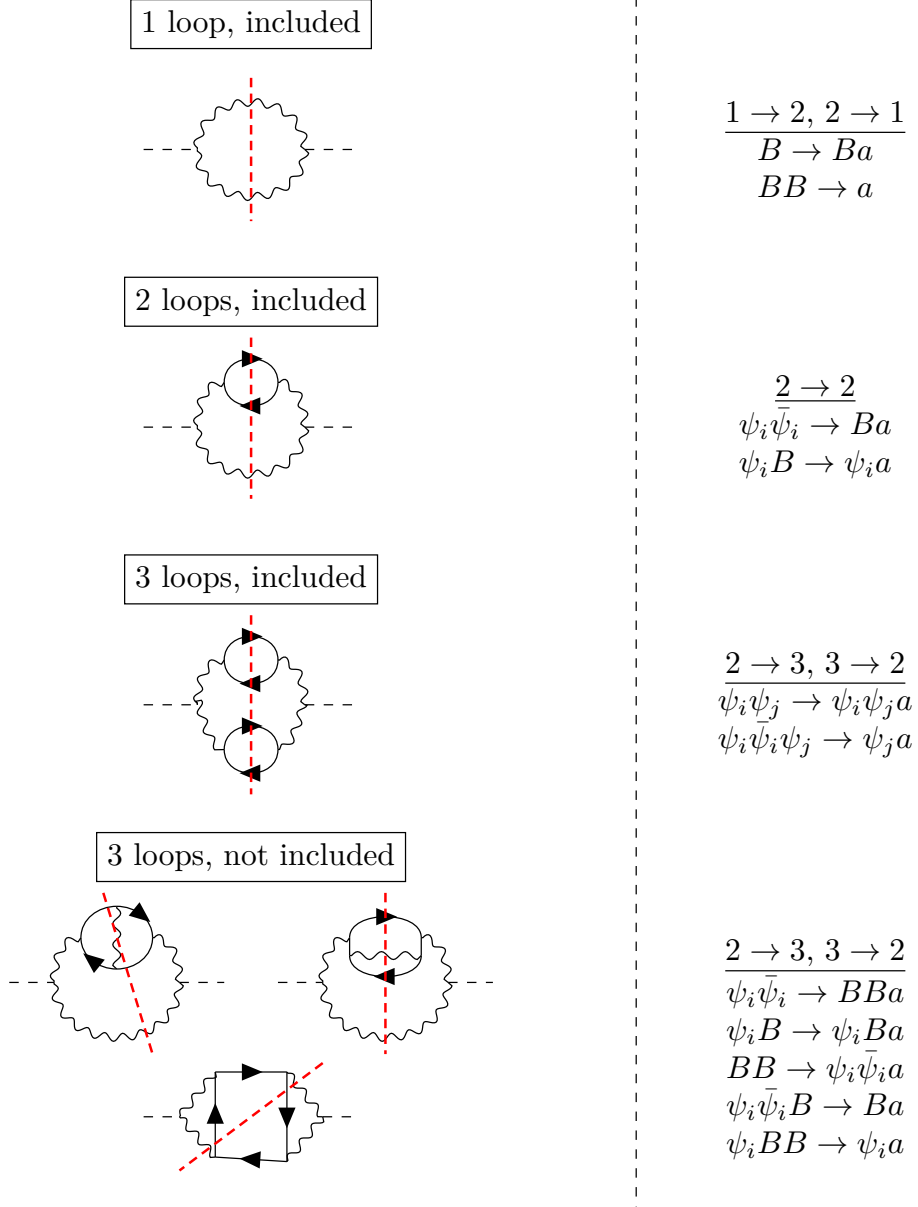 1 loop, included
1 → 2, 2 → 1
B → Ba
BB → a
2 loops, included
2 → 2
ψ_i ψ̄_i → Ba
ψ_i B → ψ_i a
3 loops, included
2 → 3, 3 → 2
ψ_i ψ_j → ψ_i ψ_j a
ψ_i ψ̄_i ψ_j → ψ_j a
3 loops, not included
2 → 3, 3 → 2
ψ_i ψ̄_i → BBa
ψ_i B → ψ_i Ba
BB → ψ_i ψ̄_i a
ψ_i ψ̄_i B → Ba
ψ_i BB → ψ_i a